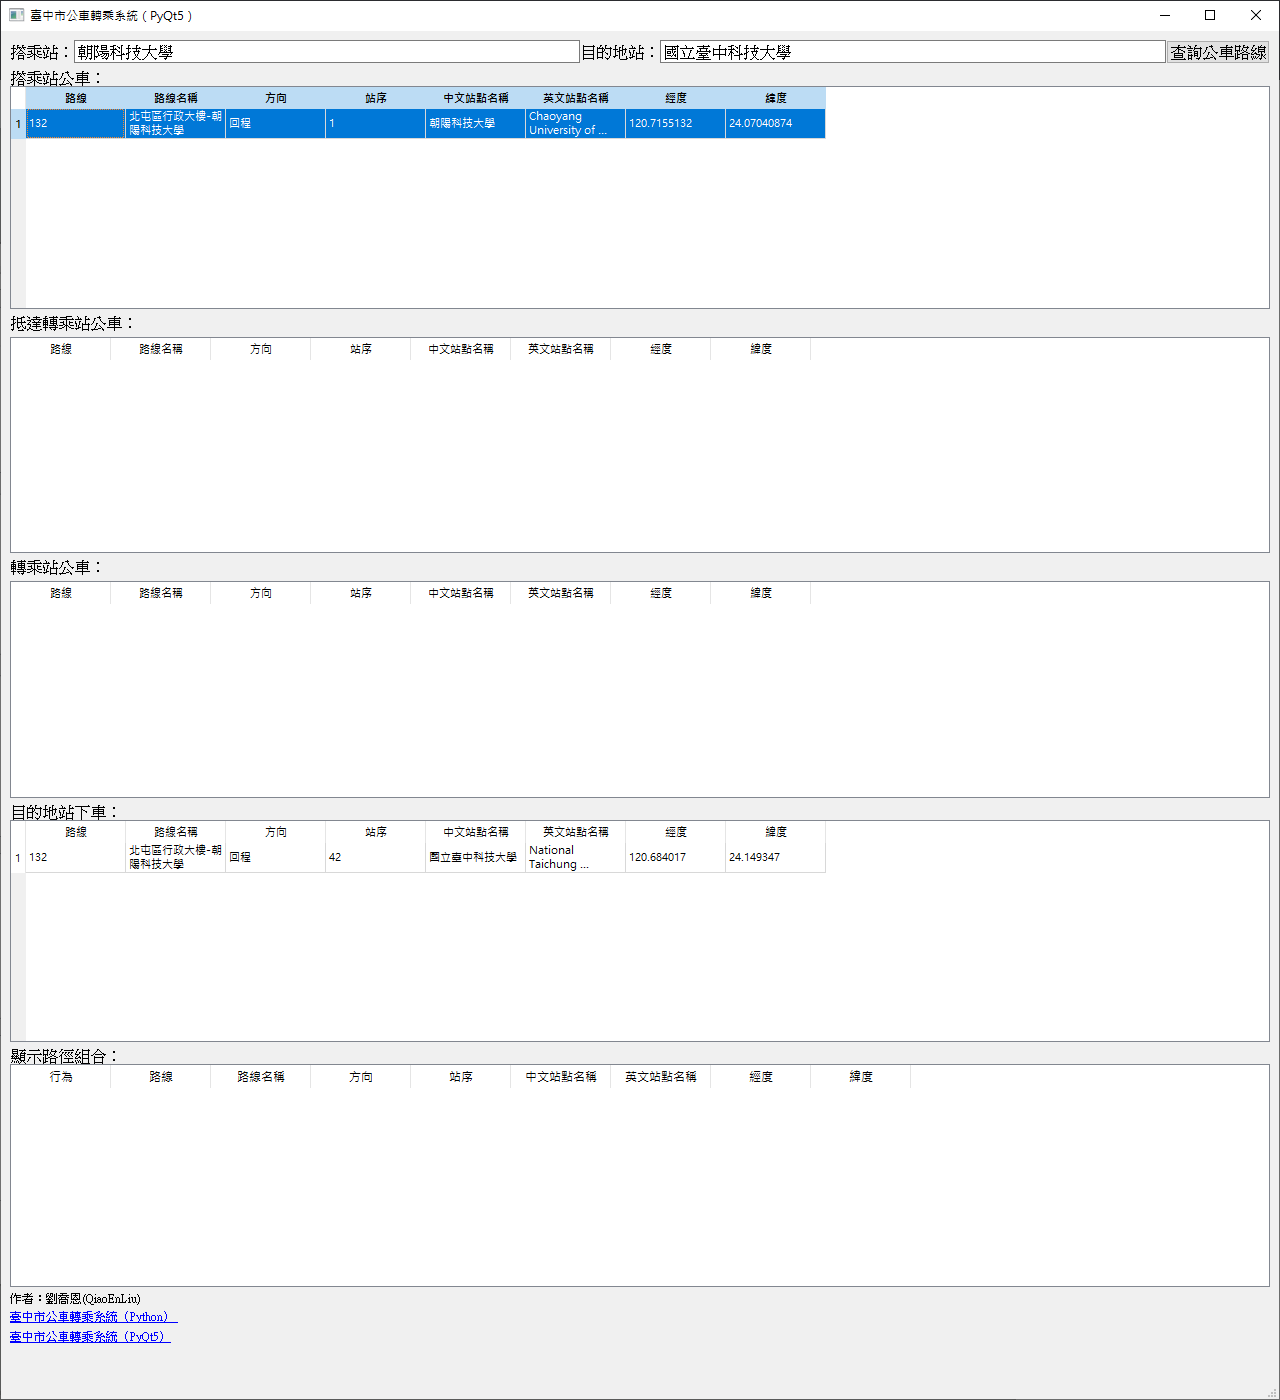 臺中市公車轉乘系統（PyQt5）
搭乘站：朝陽科技大學 目的地站：國立臺中科技大學 查詢公車路線
搭乘站公車：
路線 路線名稱 方向 站序 中文站點名稱 英文站點名稱 經度 緯度
1 132 北屯區行政大樓-朝陽科技大學 回程 1 朝陽科技大學 Chaoyang University of ... 120.7155132 24.07040874
抵達轉乘站公車：
路線 路線名稱 方向 站序 中文站點名稱 英文站點名稱 經度 緯度
轉乘站公車：
路線 路線名稱 方向 站序 中文站點名稱 英文站點名稱 經度 緯度
目的地站下車：
路線 路線名稱 方向 站序 中文站點名稱 英文站點名稱 經度 緯度
1 132 北屯區行政大樓-朝陽科技大學 回程 42 國立臺中科技大學 National Taichung ... 120.684017 24.149347
顯示路徑組合：
行為 路線 路線名稱 方向 站序 中文站點名稱 英文站點名稱 經度 緯度
作者：劉喬恩(QiaoEnLiu)
臺中市公車轉乘系統（Python）
臺中市公車轉乘系統（PyQt5）